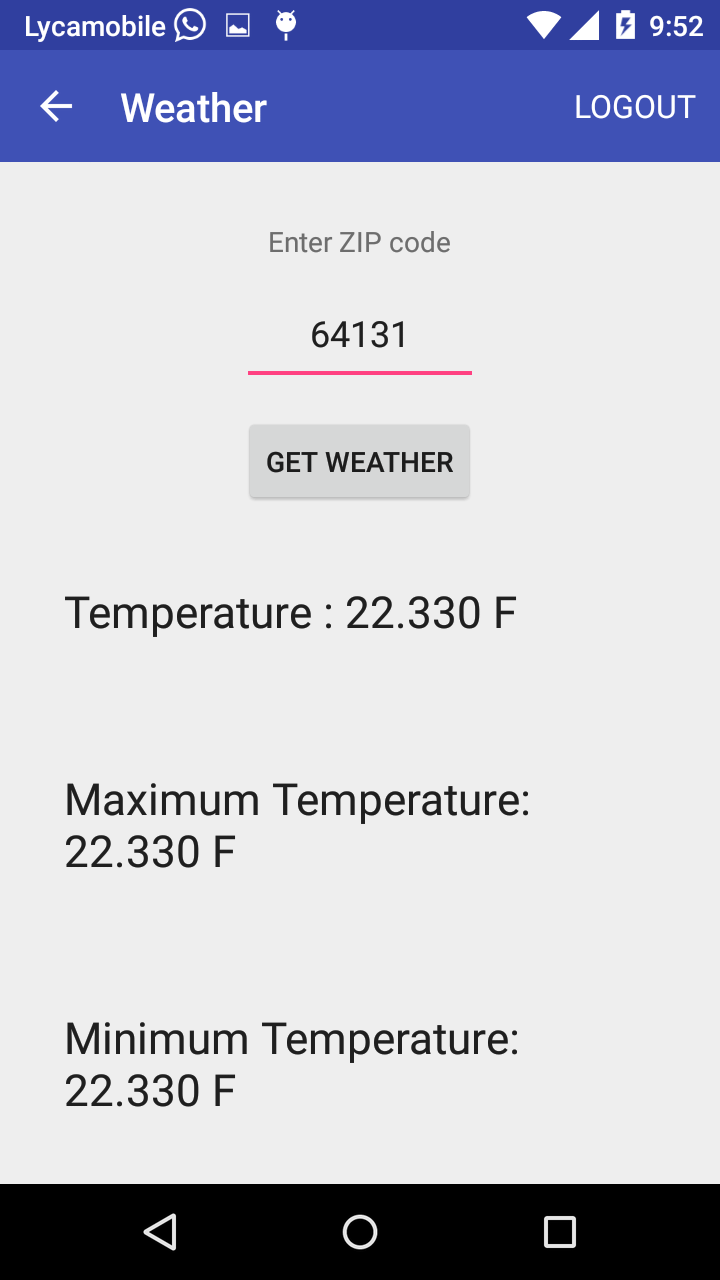 Lycamobile 9:52
Weather LOGOUT
Enter ZIP code
64131
GET WEATHER
Temperature : 22.330 F
Maximum Temperature:
22.330 F
Minimum Temperature:
22.330 F